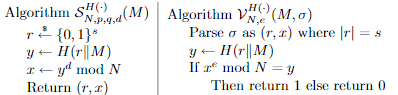 Algorithm S^{H(·)}_{N,p,q,d}(M)
r ←$ {0,1}^s
y ← H(r‖M)
x ← y^d mod N
Return (r, x)
Algorithm V^{H(·)}_{N,e}(M, σ)
Parse σ as (r, x) where |r| = s
y ← H(r‖M)
If x^e mod N = y
Then return 1 else return 0